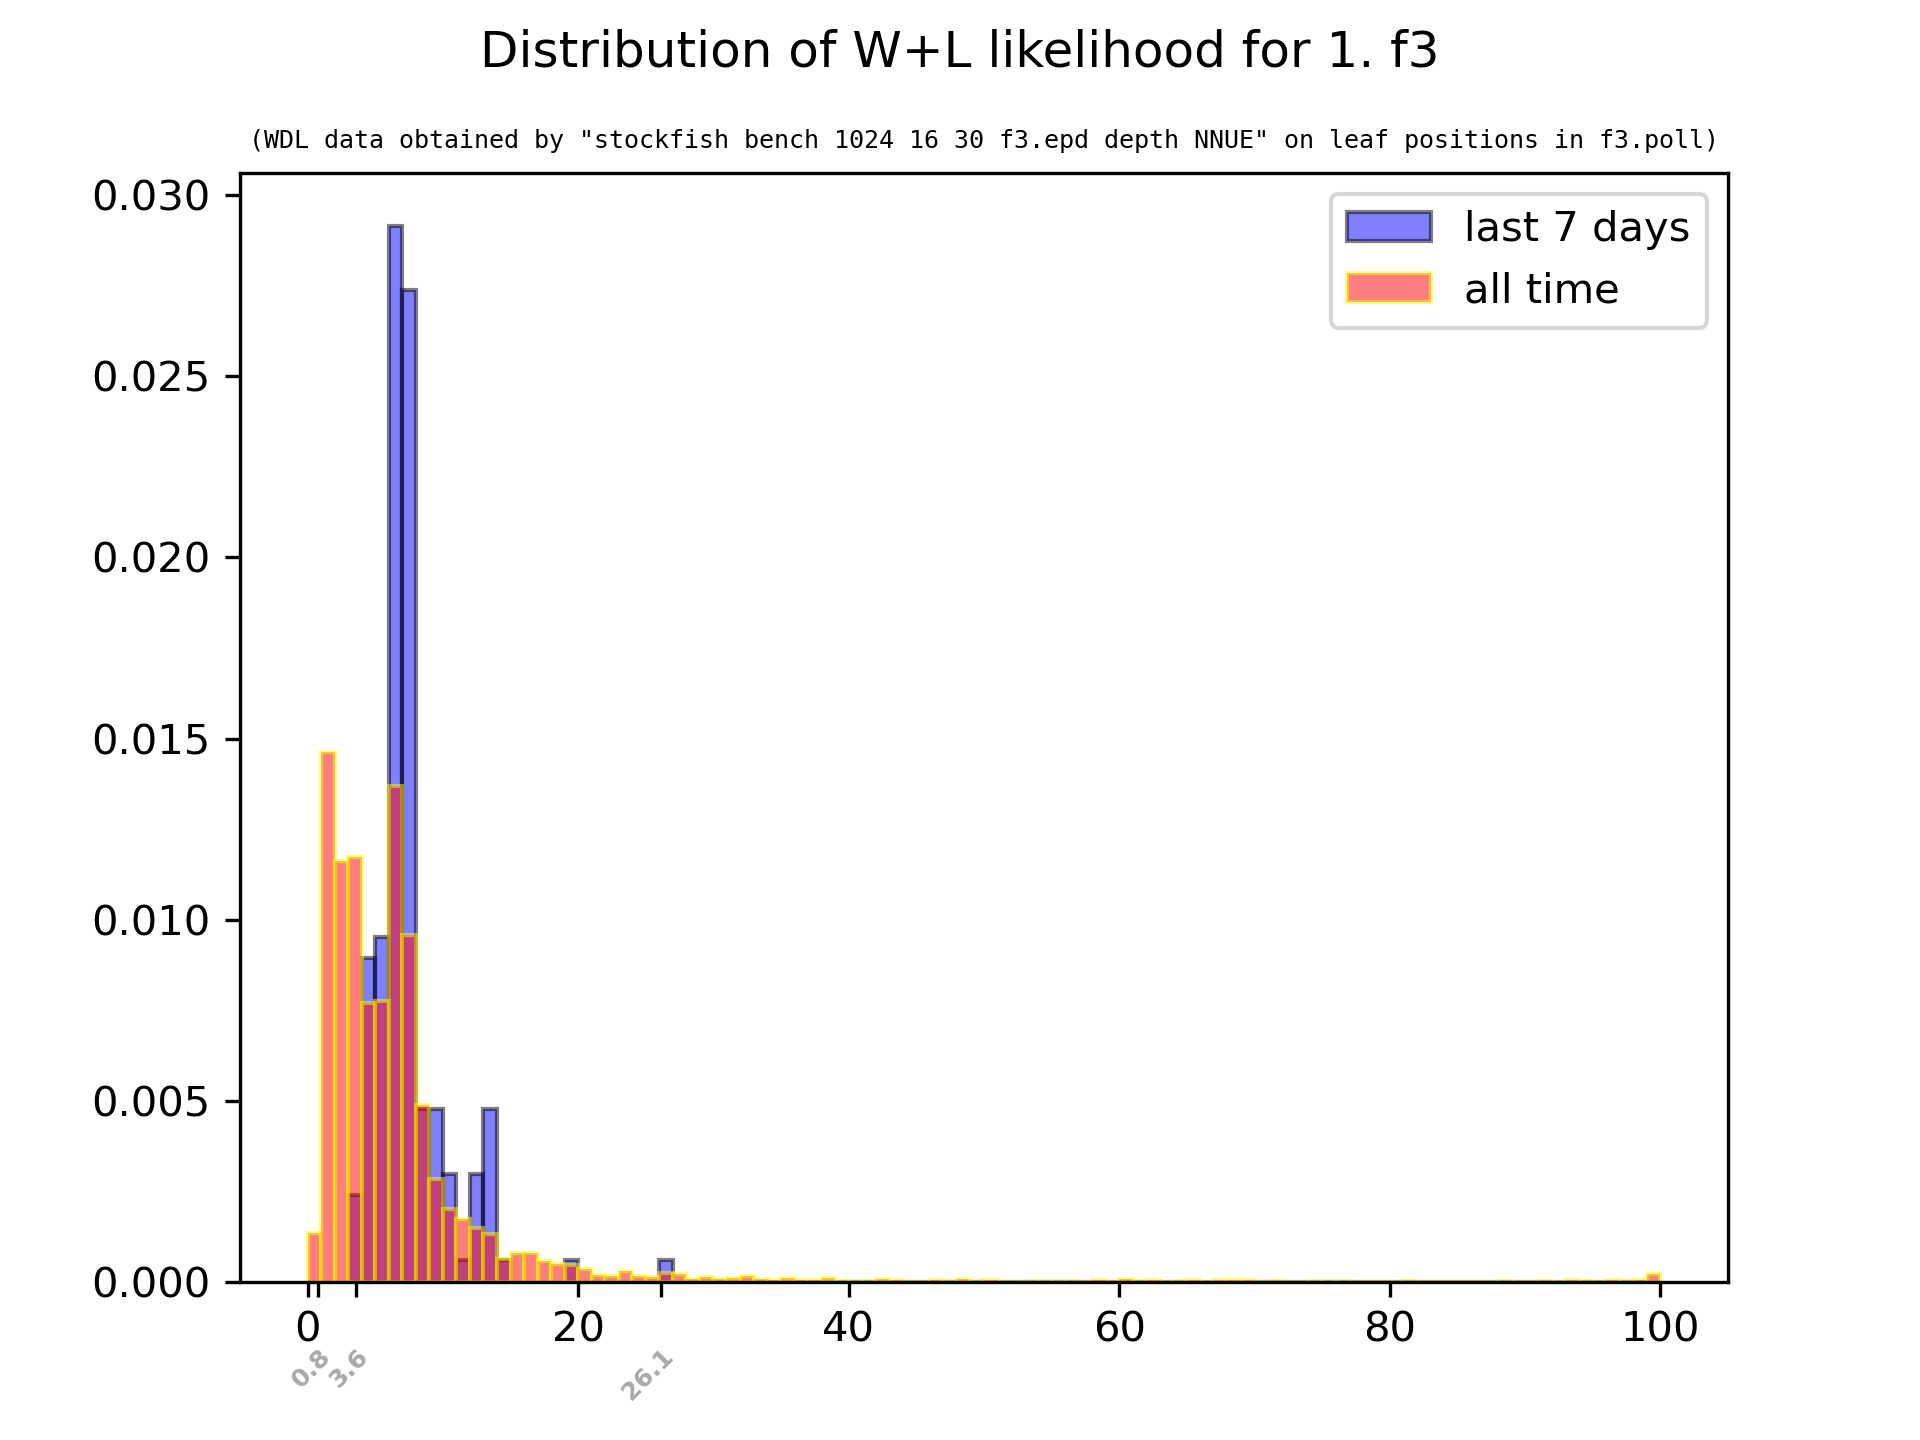 Distribution of W+L likelihood for 1. f3
(WDL data obtained by "stockfish bench 1024 16 30 f3.epd depth NNUE" on leaf positions in f3.poll)
last 7 days
all time
0.030
0.025
0.020
0.015
0.010
0.005
0.000
0 20 40 60 80 100
0.8 3.6 26.1